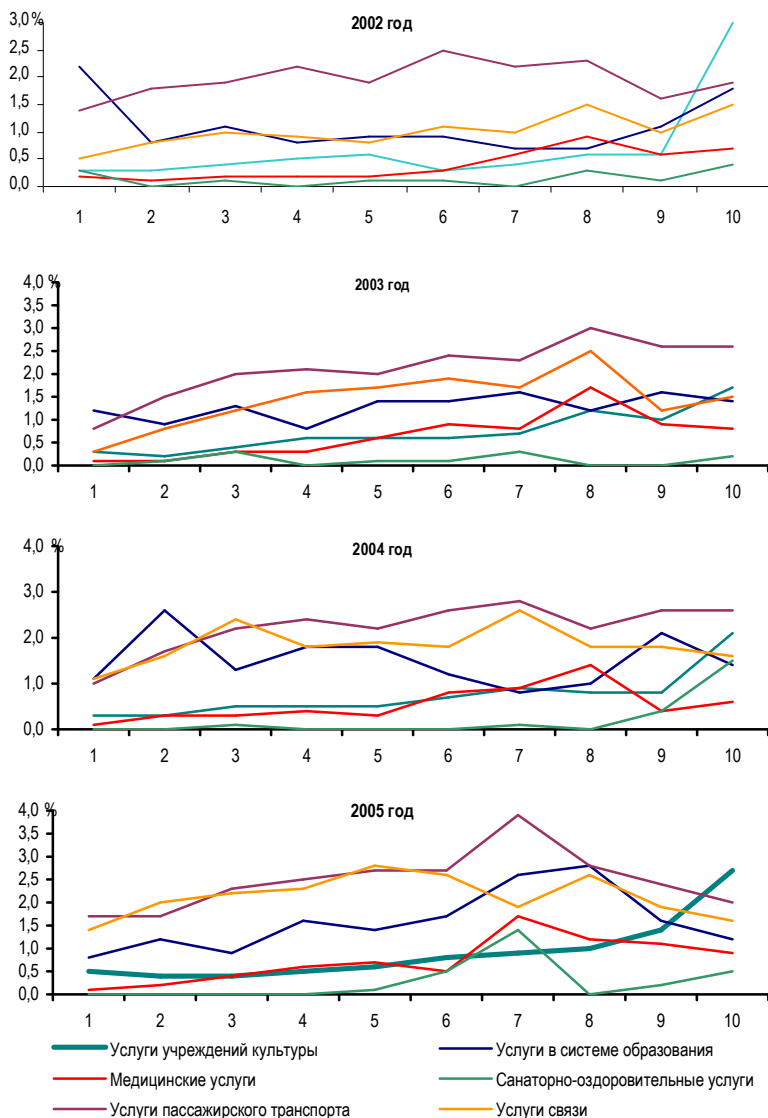 3,0 %
2002 год
2,5
2,0
1,5
1,0
0,5
0,0
1 2 3 4 5 6 7 8 9 10
4,0 %
2003 год
3,5
3,0
2,5
2,0
1,5
1,0
0,5
0,0
1 2 3 4 5 6 7 8 9 10
4,0 %
2004 год
3,0
2,0
1,0
0,0
1 2 3 4 5 6 7 8 9 10
4,0 %
2005 год
3,5
3,0
2,5
2,0
1,5
1,0
0,5
0,0
1 2 3 4 5 6 7 8 9 10
Услуги учреждений культуры Услуги в системе образования
Медицинские услуги Санаторно-оздоровительные услуги
Услуги пассажирского транспорта Услуги связи